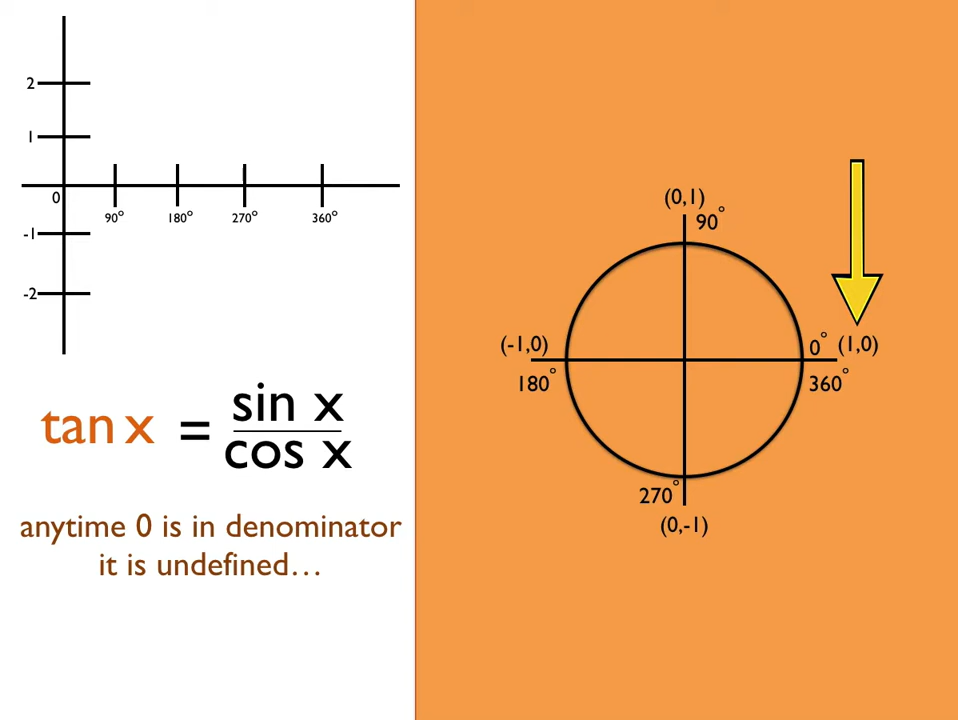 2
1
0
90° 180° 270° 360°
-1
-2
tan x = sin x
cos x
anytime 0 is in denominator
it is undefined…
(0,1)
90°
(-1,0)
180°
0° (1,0)
360°
270°
(0,-1)